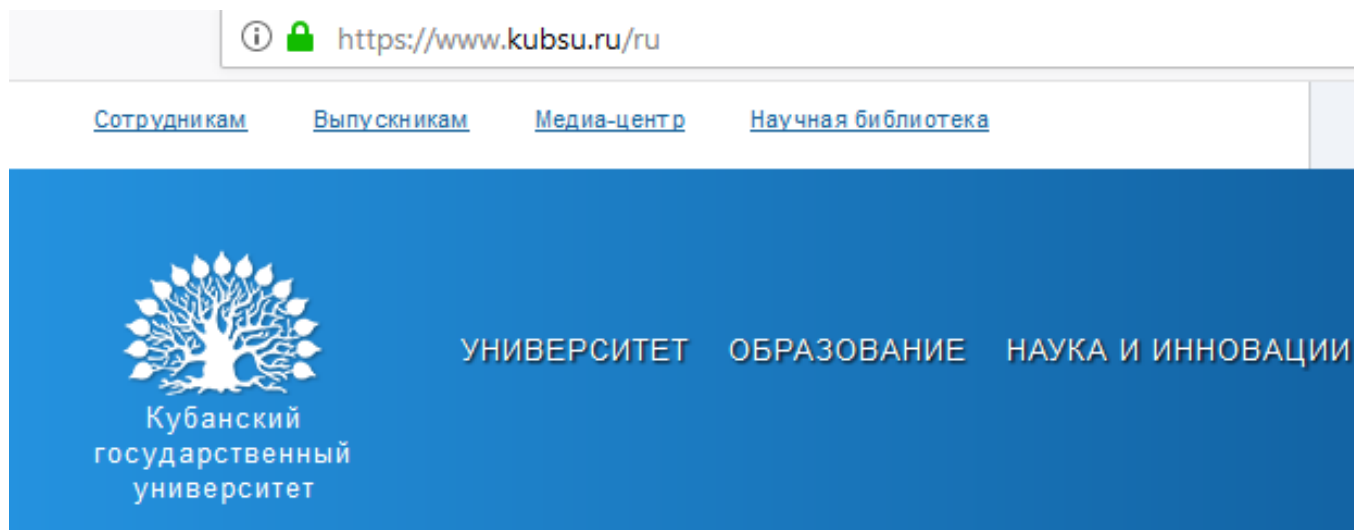 https://www.kubsu.ru/ru
Сотрудникам Выпускникам Медиа-центр Научная библиотека
УНИВЕРСИТЕТ ОБРАЗОВАНИЕ НАУКА И ИННОВАЦИИ
Кубанский
государственный
университет